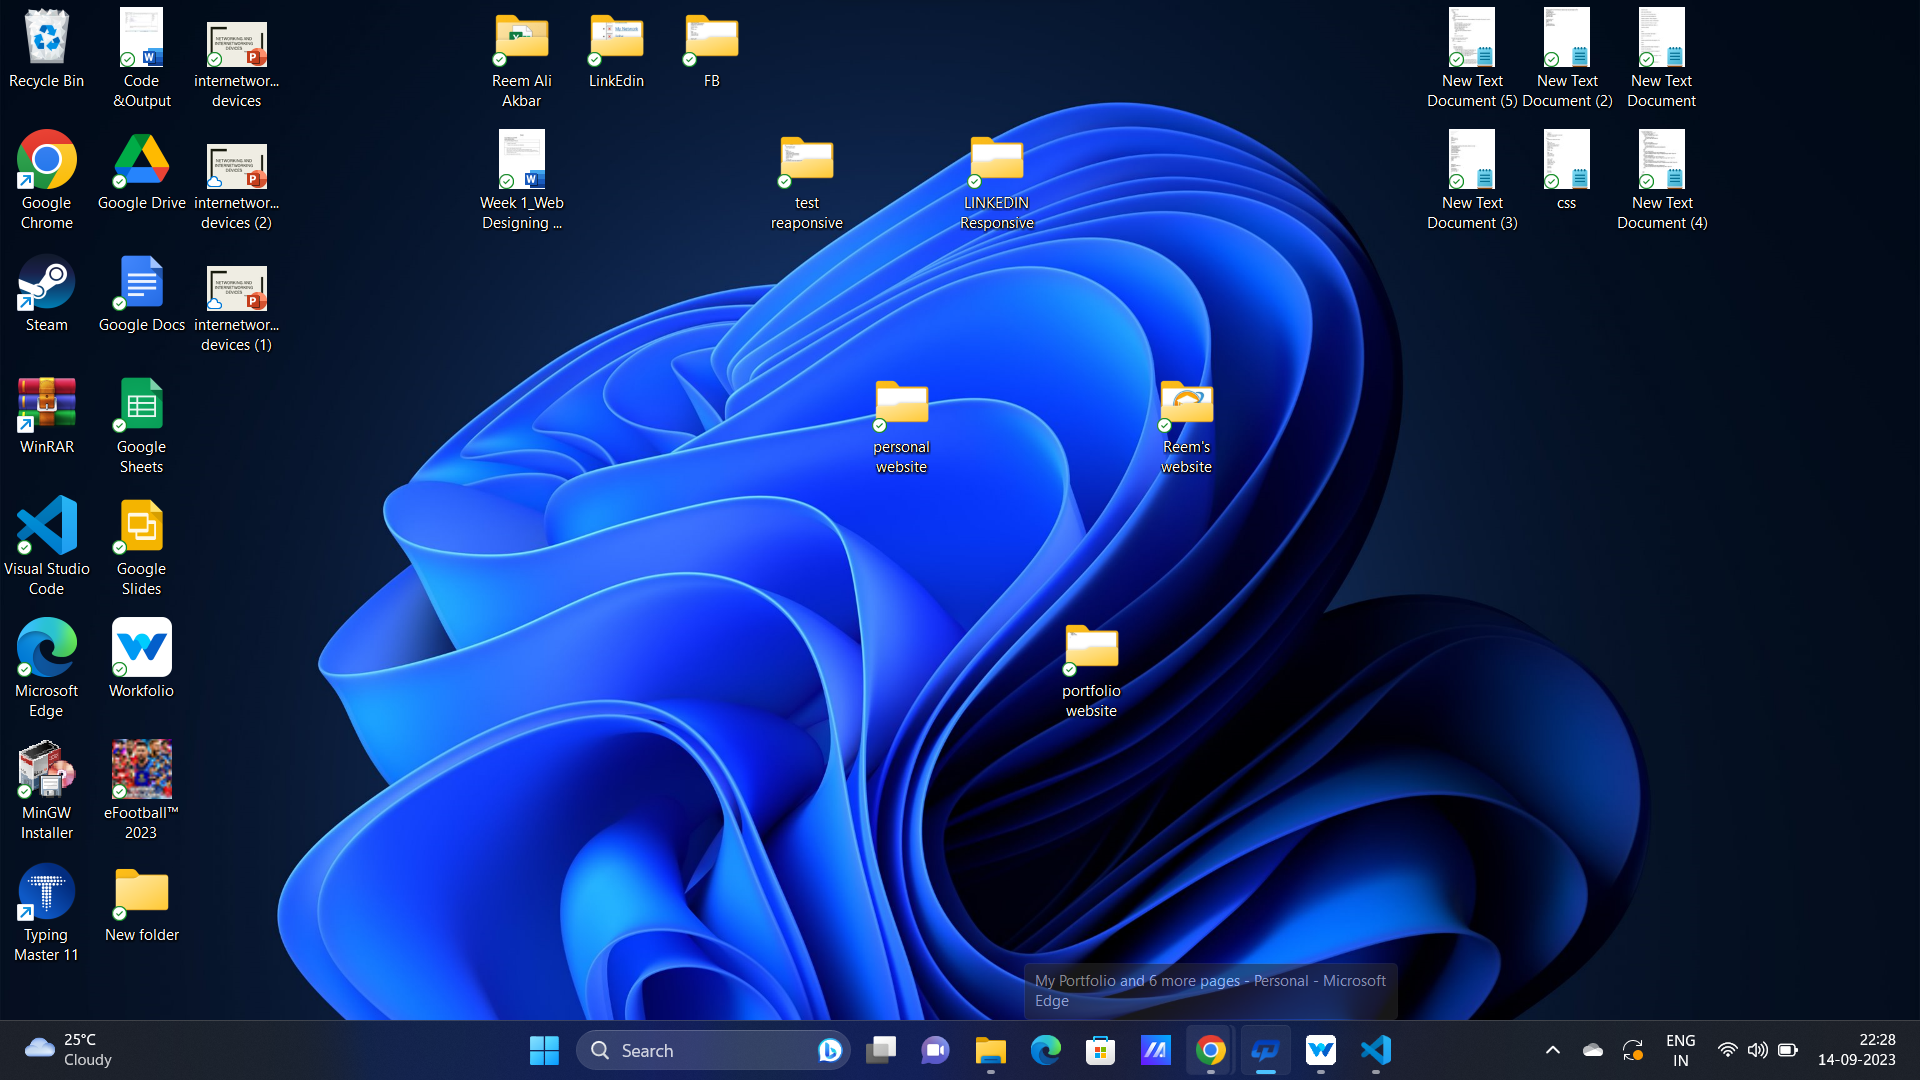 Recycle Bin
Code
&Output
internetwor...
devices
Reem Ali
Akbar
LinkEdin
FB
New Text
Document (5)
New Text
Document (2)
New Text
Document
Google
Chrome
Google Drive
internetwor...
devices (2)
Week 1_Web
Designing ...
test
reaponsive
LINKEDIN
Responsive
New Text
Document (3)
css
New Text
Document (4)
Steam
Google Docs
internetwor...
devices (1)
WinRAR
Google
Sheets
personal
website
Reem's
website
Visual Studio
Code
Google
Slides
Microsoft
Edge
Workfolio
portfolio
website
MinGW
Installer
eFootball™
2023
Typing
Master 11
New folder
My Portfolio and 6 more pages - Personal - Microsoft
Edge
25°C
Cloudy
Search
ENG
IN
22:28
14-09-2023